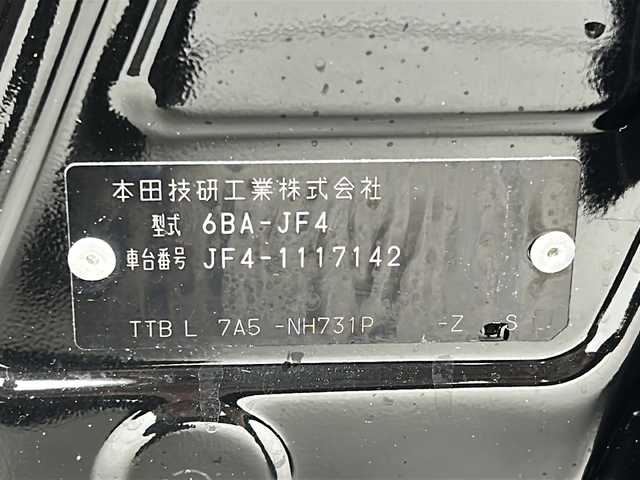 本田技研工業株式会社
型式 6BA-JF4
車台番号 JF4-1117142
TTB L 7A5 -NH731P -Z S